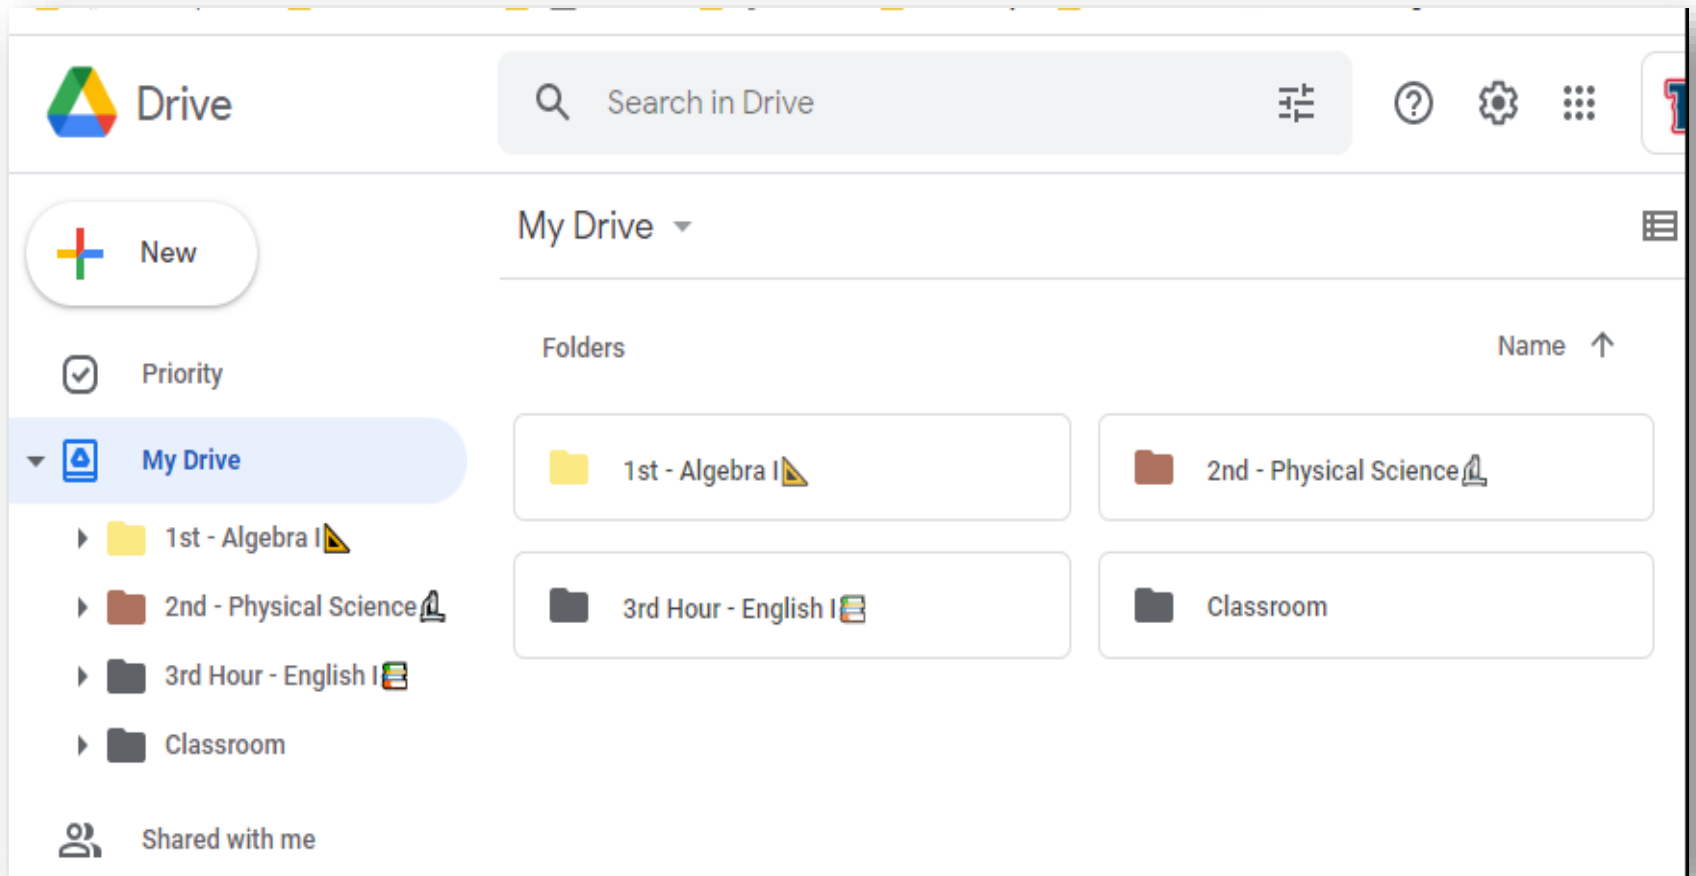 Drive
Search in Drive
New
My Drive
Priority
Folders
Name
My Drive
1st - Algebra I📐
2nd - Physical Science🔬
3rd Hour - English I📚
Classroom
1st - Algebra I📐
2nd - Physical Science🔬
3rd Hour - English I📚
Classroom
Shared with me